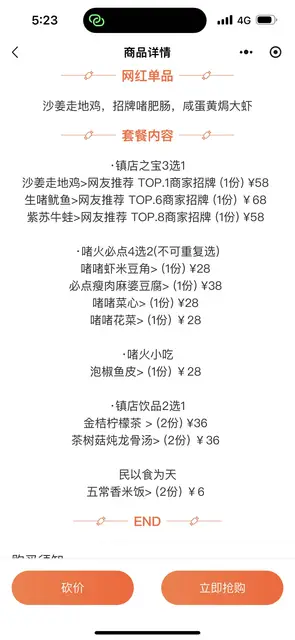 5:23
4G
商品详情
网红单品
沙姜走地鸡，招牌啫肥肠，咸蛋黄焗大虾
套餐内容
·镇店之宝3选1
沙姜走地鸡>网友推荐 TOP.1商家招牌 (1份) ¥58
生啫鱿鱼>网友推荐 TOP.6商家招牌 (1份) ¥68
紫苏牛蛙>网友推荐 TOP.8商家招牌 (1份) ¥58
·啫火必点4选2(不可重复选)
啫啫虾米豆角> (1份) ¥28
必点瘦肉麻婆豆腐> (1份) ¥38
啫啫菜心> (1份) ¥28
啫啫花菜> (1份) ¥28
·啫火小吃
泡椒鱼皮> (1份) ¥28
·镇店饮品2选1
金桔柠檬茶 > (2份) ¥36
茶树菇炖龙骨汤> (2份) ¥36
民以食为天
五常香米饭> (2份) ¥6
END
购买须知
砍价
立即抢购